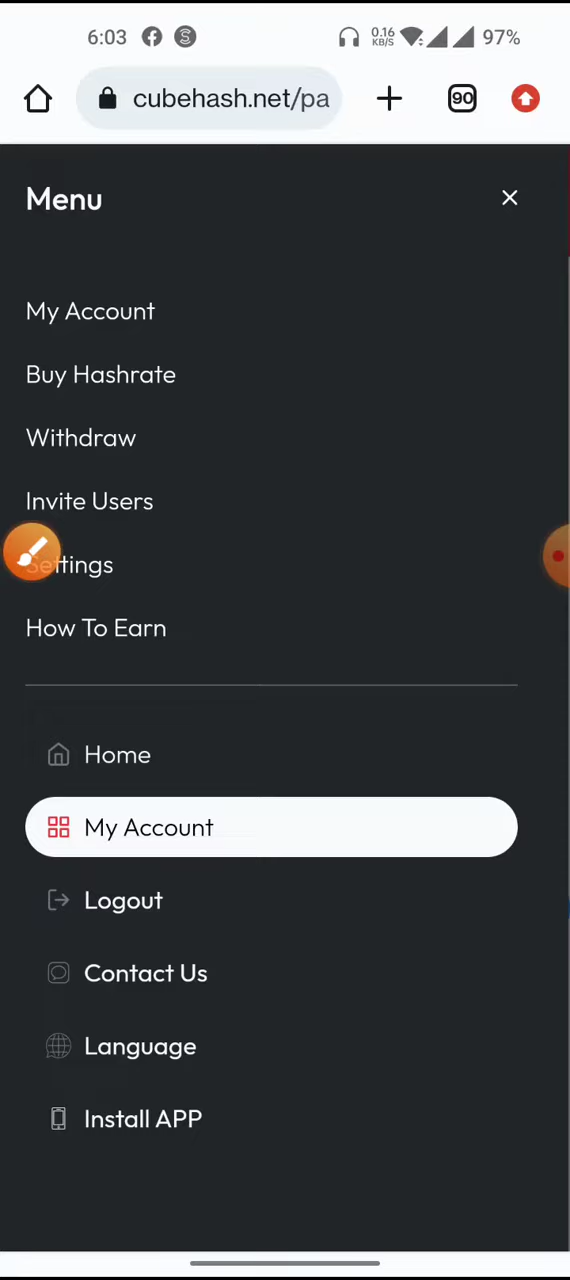 6:03
0.16
KB/S
97%
cubehash.net/pa
90
Menu
My Account
Buy Hashrate
Withdraw
Invite Users
Settings
How To Earn
Home
My Account
Logout
Contact Us
Language
Install APP